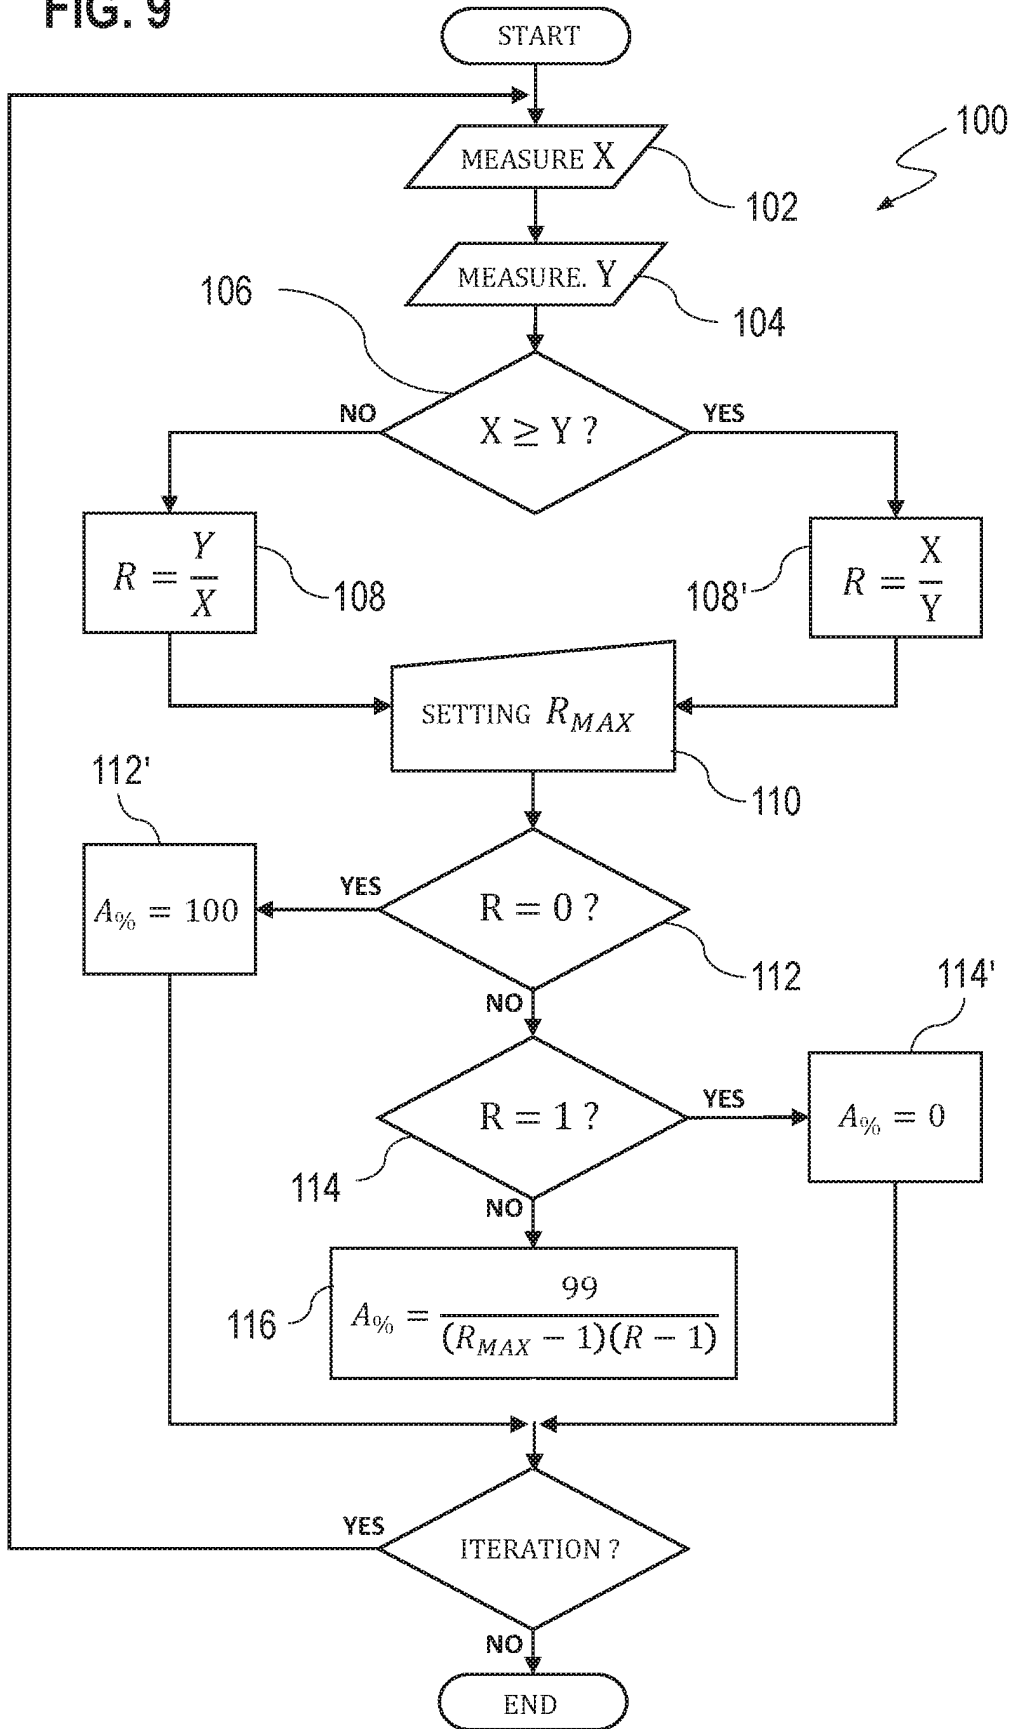 FIG. 9
START
100
MEASURE X
102
MEASURE. Y
104
106
X ≥ Y ?
NO
YES
R = Y/X
108
108'
R = X/Y
SETTING R_MAX
110
112'
A_% = 100
YES
R = 0 ?
112
NO
114'
R = 1 ?
YES
A_% = 0
114
NO
116
A_% = 99/((R_MAX − 1)(R − 1))
YES
ITERATION ?
NO
END